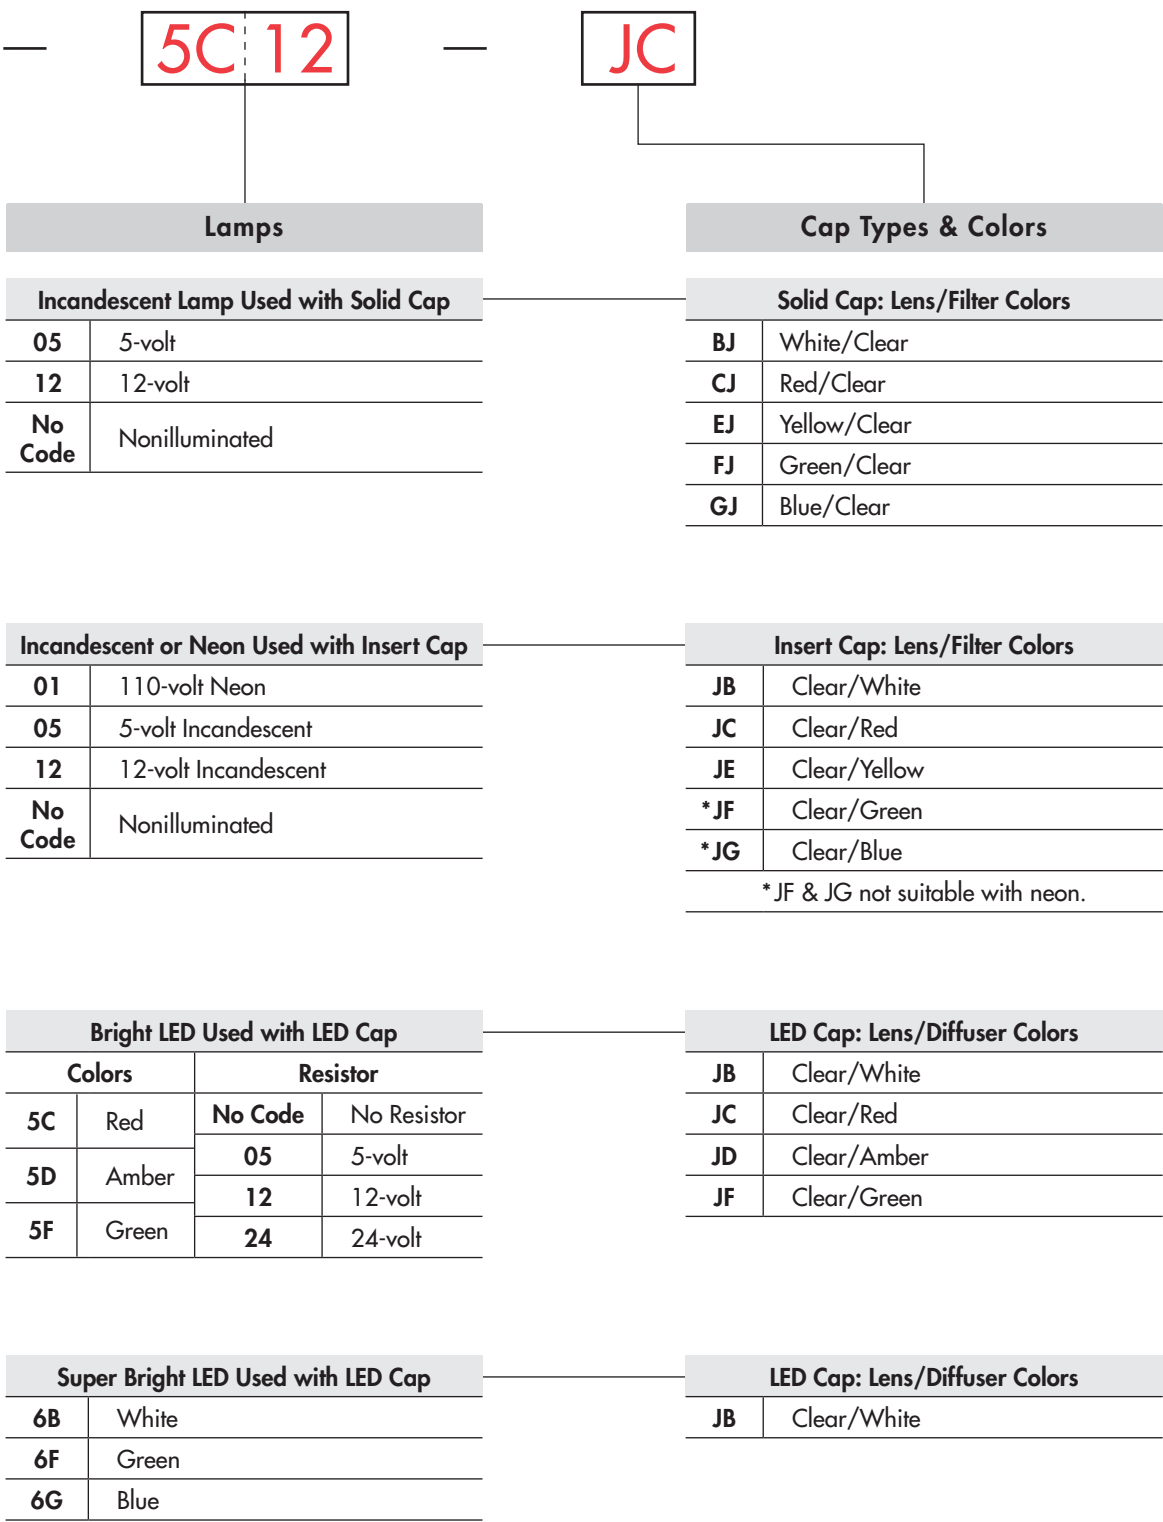 — 5C 12 — JC
Lamps
Cap Types & Colors
Incandescent Lamp Used with Solid Cap
05 5-volt
12 12-volt
No Code Nonilluminated
Solid Cap: Lens/Filter Colors
BJ White/Clear
CJ Red/Clear
EJ Yellow/Clear
FJ Green/Clear
GJ Blue/Clear
Incandescent or Neon Used with Insert Cap
01 110-volt Neon
05 5-volt Incandescent
12 12-volt Incandescent
No Code Nonilluminated
Insert Cap: Lens/Filter Colors
JB Clear/White
JC Clear/Red
JE Clear/Yellow
*JF Clear/Green
*JG Clear/Blue
*JF & JG not suitable with neon.
Bright LED Used with LED Cap
Colors Resistor
5C Red
5D Amber
5F Green
No Code No Resistor
05 5-volt
12 12-volt
24 24-volt
LED Cap: Lens/Diffuser Colors
JB Clear/White
JC Clear/Red
JD Clear/Amber
JF Clear/Green
Super Bright LED Used with LED Cap
6B White
6F Green
6G Blue
LED Cap: Lens/Diffuser Colors
JB Clear/White